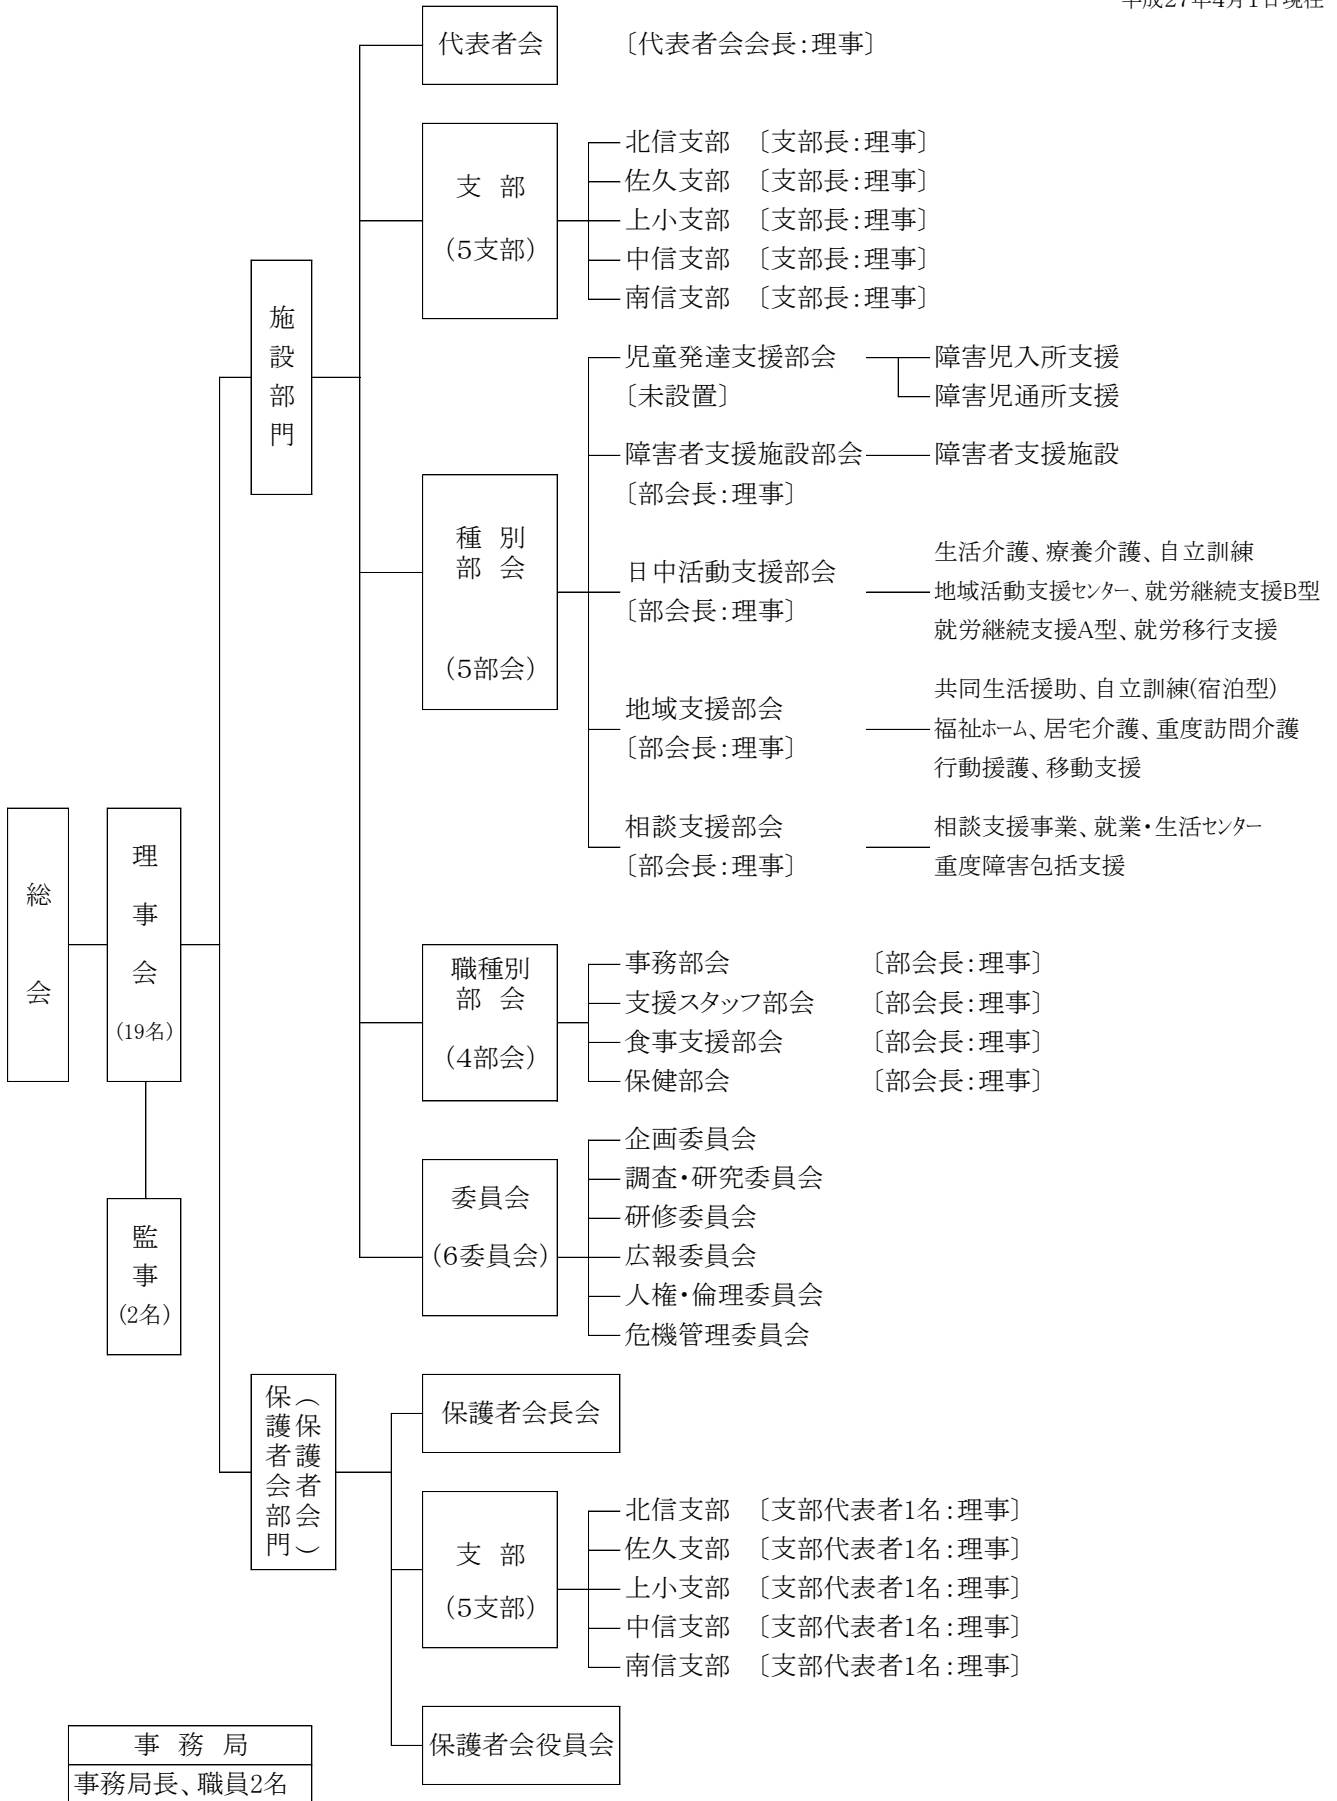 平成27年4月1日現在
代表者会 〔代表者会会長：理事〕
支 部
(5支部)
北信支部 〔支部長：理事〕
佐久支部 〔支部長：理事〕
上小支部 〔支部長：理事〕
中信支部 〔支部長：理事〕
南信支部 〔支部長：理事〕
施設部門
種 別
部 会
(5部会)
児童発達支援部会
〔未設置〕
障害児入所支援
障害児通所支援
障害者支援施設部会
〔部会長：理事〕
障害者支援施設
日中活動支援部会
〔部会長：理事〕
生活介護、療養介護、自立訓練
地域活動支援センター、就労継続支援B型
就労継続支援A型、就労移行支援
地域支援部会
〔部会長：理事〕
共同生活援助、自立訓練(宿泊型)
福祉ホーム、居宅介護、重度訪問介護
行動援護、移動支援
相談支援部会
〔部会長：理事〕
相談支援事業、就業・生活センター
重度障害包括支援
総会
理事会
(19名)
監事
(2名)
職種別
部 会
(4部会)
事務部会 〔部会長：理事〕
支援スタッフ部会 〔部会長：理事〕
食事支援部会 〔部会長：理事〕
保健部会 〔部会長：理事〕
委員会
(6委員会)
企画委員会
調査・研究委員会
研修委員会
広報委員会
人権・倫理委員会
危機管理委員会
保護者会部門
(保護者会)
保護者会長会
支 部
(5支部)
北信支部 〔支部代表者1名：理事〕
佐久支部 〔支部代表者1名：理事〕
上小支部 〔支部代表者1名：理事〕
中信支部 〔支部代表者1名：理事〕
南信支部 〔支部代表者1名：理事〕
保護者会役員会
事 務 局
事務局長、職員2名